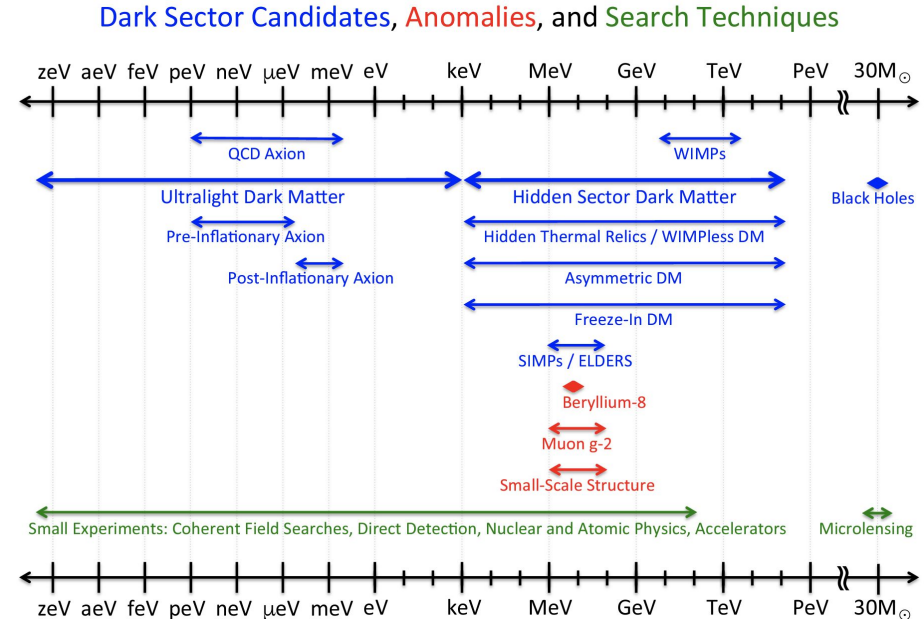 Dark Sector Candidates, Anomalies, and Search Techniques
zeV aeV feV peV neV µeV meV eV keV MeV GeV TeV PeV 30M☉
QCD Axion WIMPs
Ultralight Dark Matter Hidden Sector Dark Matter Black Holes
Pre-Inflationary Axion Hidden Thermal Relics / WIMPless DM
Post-Inflationary Axion Asymmetric DM
Freeze-In DM
SIMPs / ELDERS
Beryllium-8
Muon g-2
Small-Scale Structure
Small Experiments: Coherent Field Searches, Direct Detection, Nuclear and Atomic Physics, Accelerators Microlensing
zeV aeV feV peV neV µeV meV eV keV MeV GeV TeV PeV 30M☉